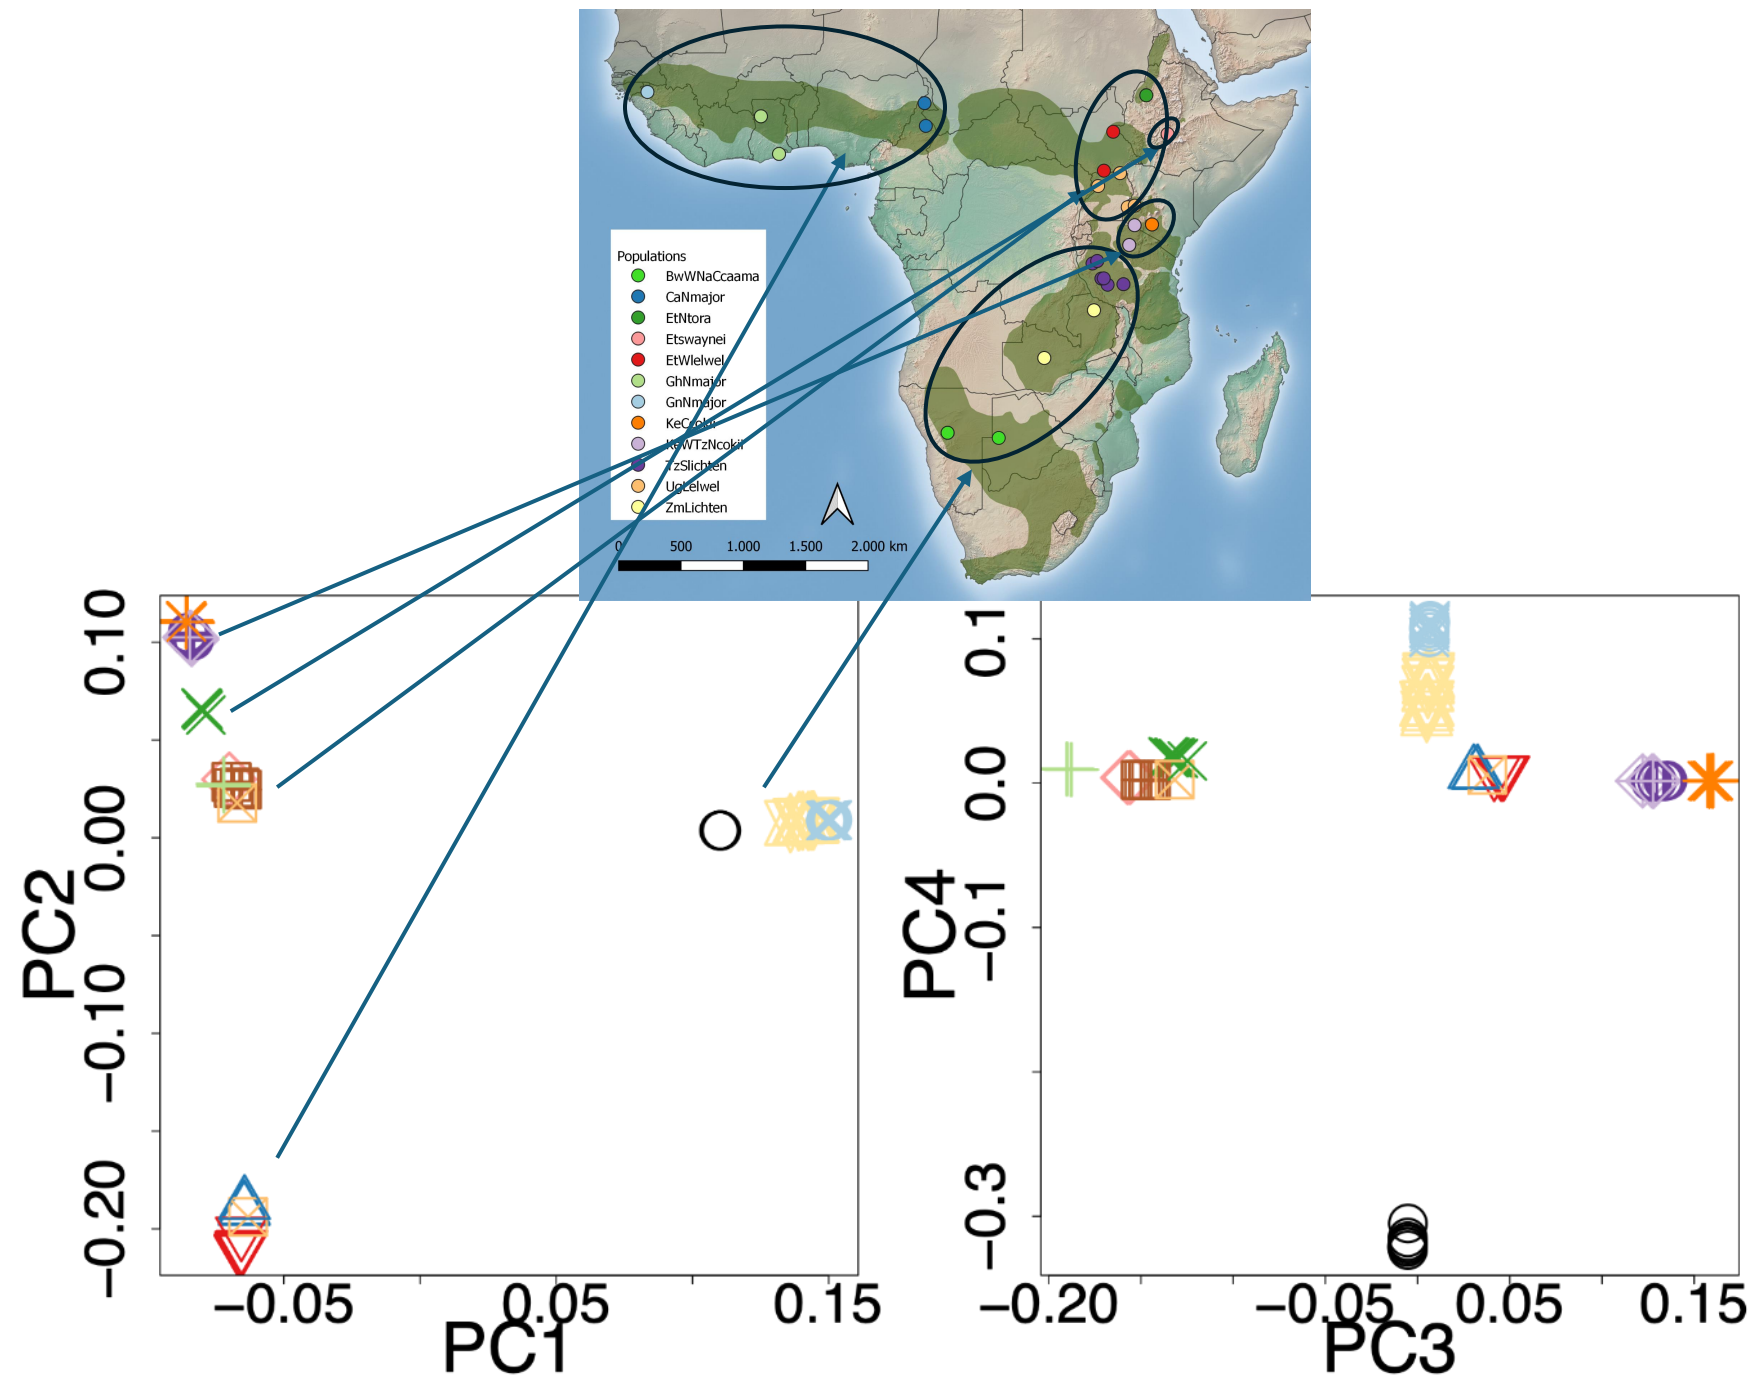 Populations
BwWNaCcaama
CaNmajor
EtNtora
Etswaynei
EtWlelwel
GhNmajor
GnNmajor
KeWTzNcokii
TzSlichten
UgLelwel
ZmLichten
0 500 1.000 1.500 2.000 km
0.10
0.00
−0.10
−0.20
PC2
−0.05 0.05 0.15
PC1
0.1
0.0
−0.1
−0.3
PC4
−0.20 −0.05 0.05 0.15
PC3